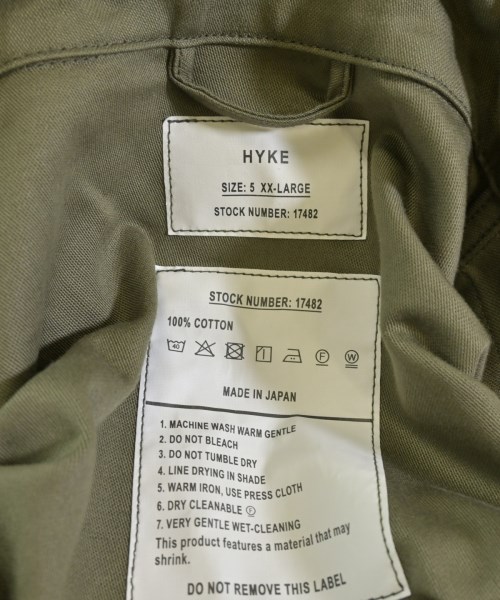 HYKE
SIZE: 5 XX-LARGE
STOCK NUMBER: 17482
STOCK NUMBER: 17482
100% COTTON
40 F W
MADE IN JAPAN
1. MACHINE WASH WARM GENTLE
2. DO NOT BLEACH
3. DO NOT TUMBLE DRY
4. LINE DRYING IN SHADE
5. WARM IRON, USE PRESS CLOTH
6. DRY CLEANABLE Ⓕ
7. VERY GENTLE WET-CLEANING
This product features a material that may
shrink.
DO NOT REMOVE THIS LABEL